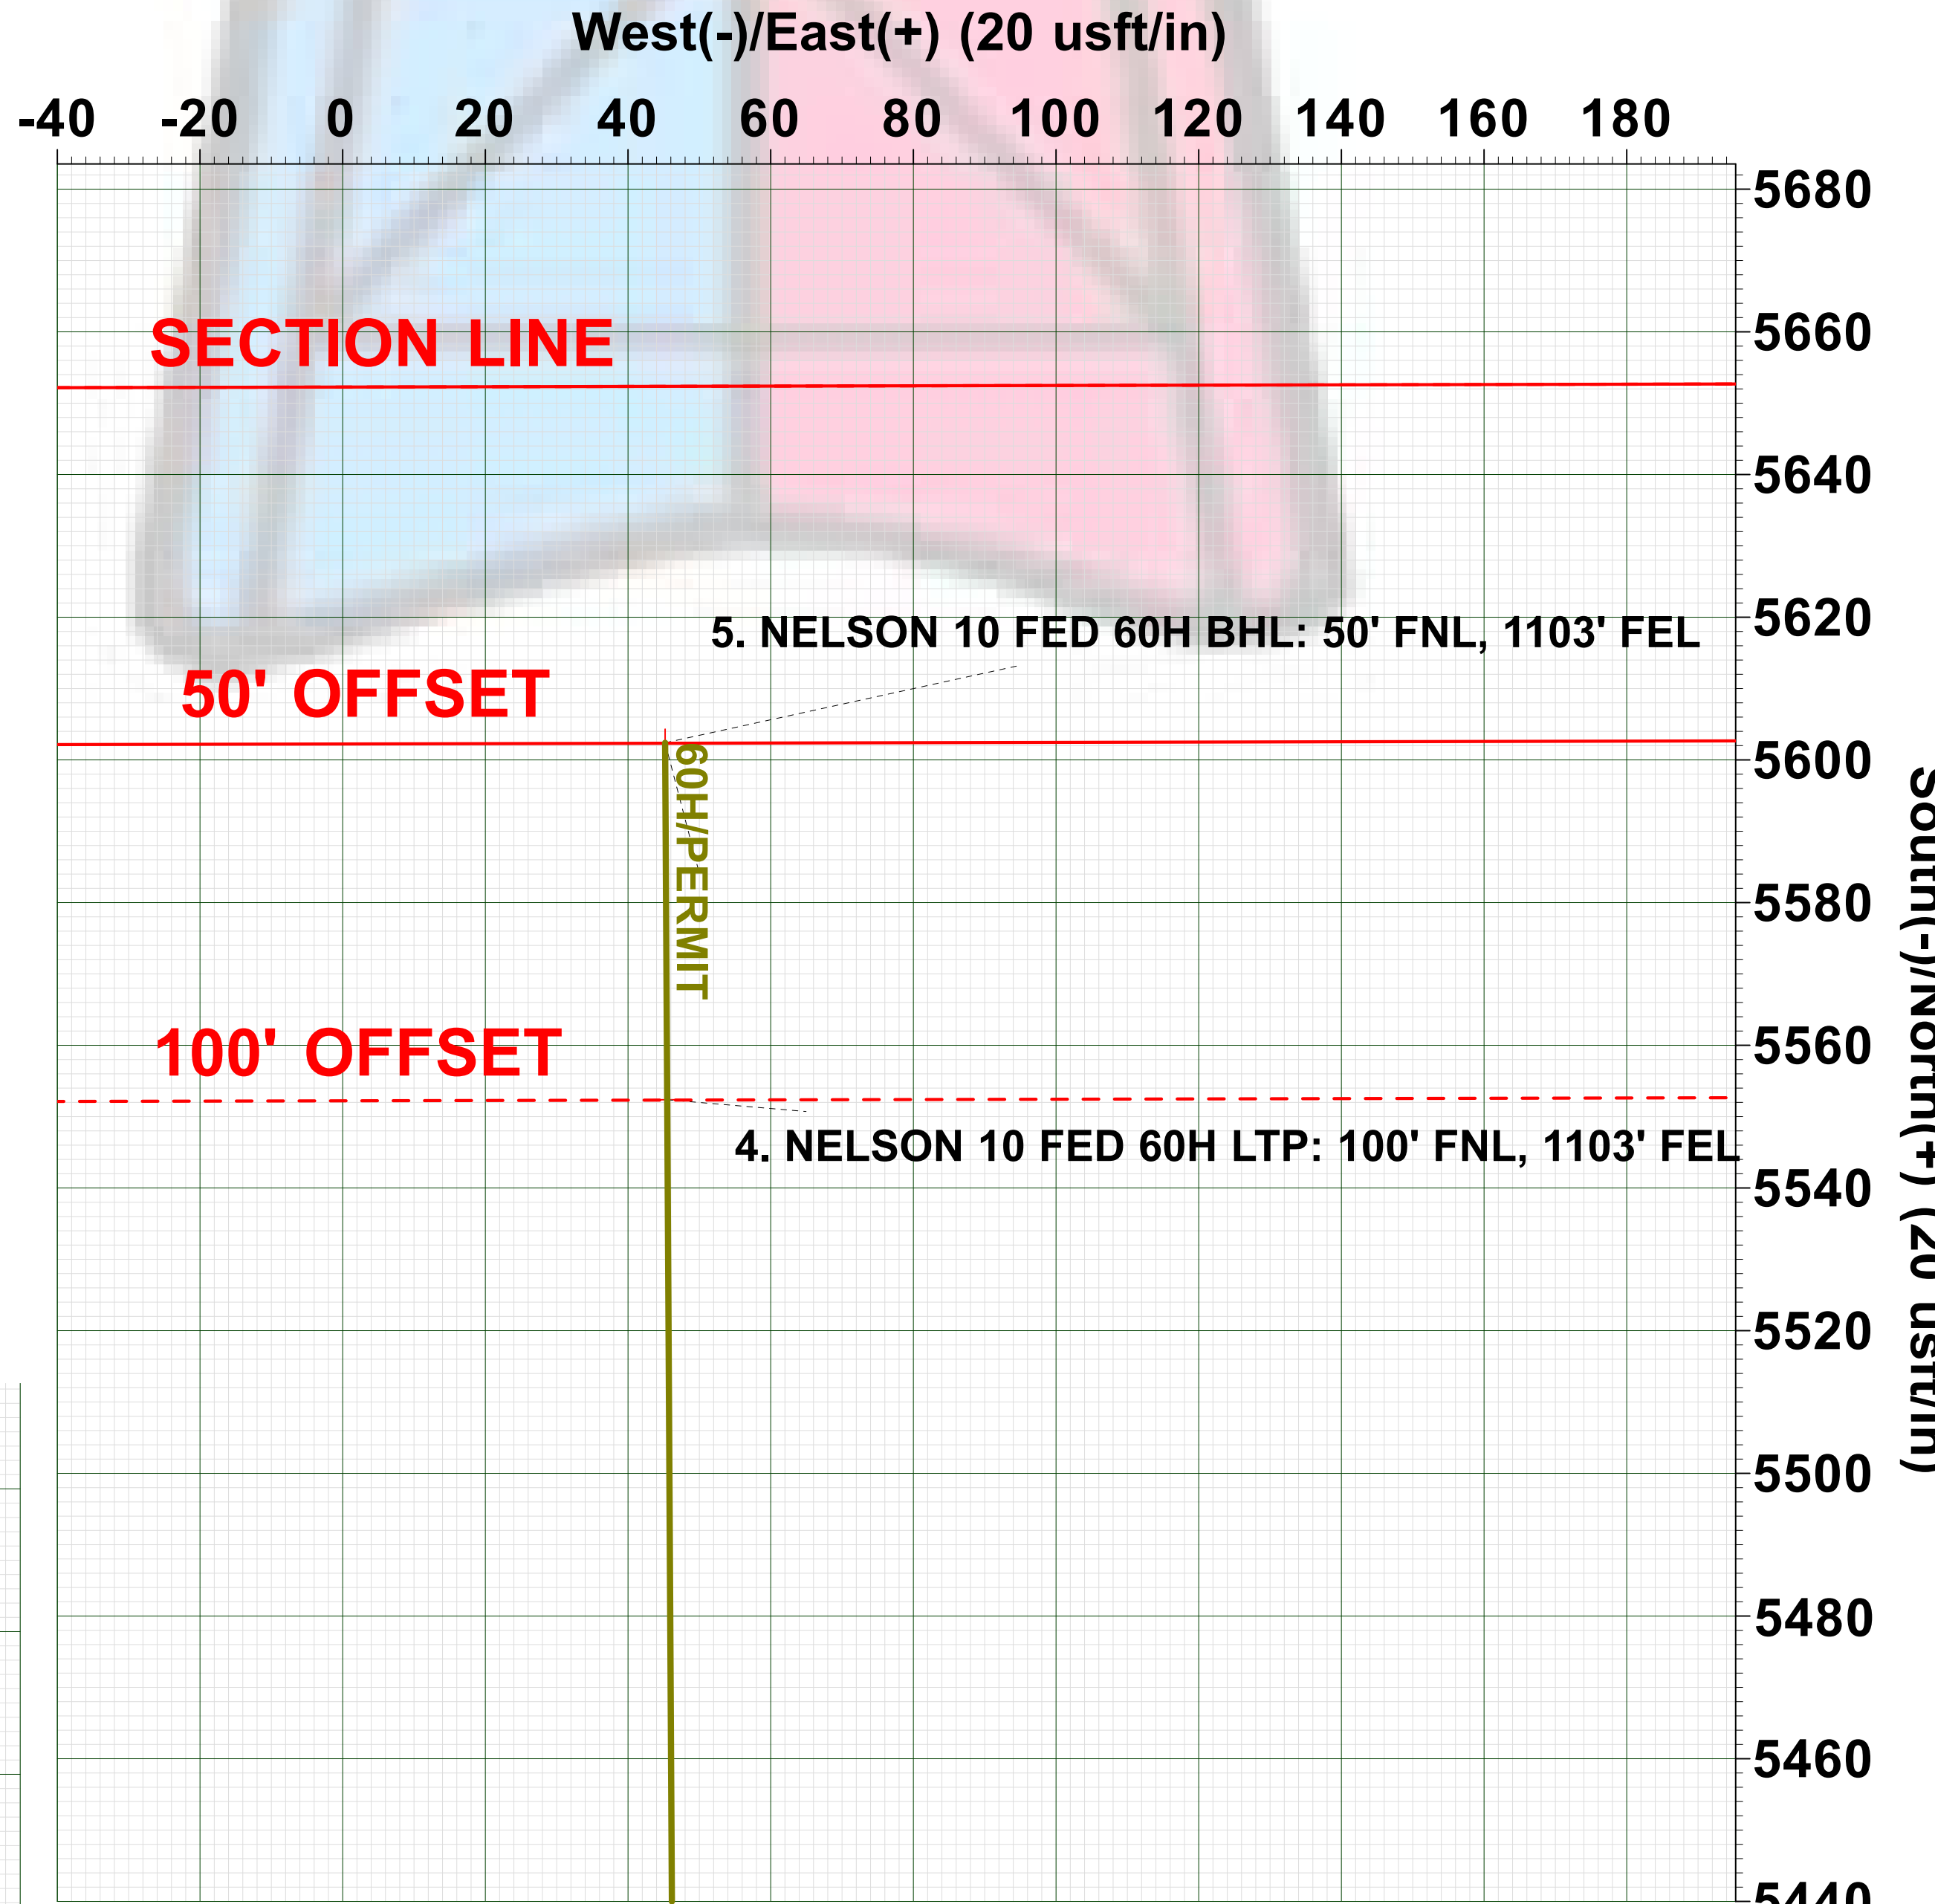 West(-)/East(+) (20 usft/in)
-40 -20 0 20 40 60 80 100 120 140 160 180
5680
SECTION LINE
5660
5640
5620
5. NELSON 10 FED 60H BHL: 50' FNL, 1103' FEL
50' OFFSET
5600
60H/PERMIT
South(-)/North(+) (20 usft/in)
5580
100' OFFSET
5560
4. NELSON 10 FED 60H LTP: 100' FNL, 1103' FEL
5540
5520
5500
5480
5460
5440